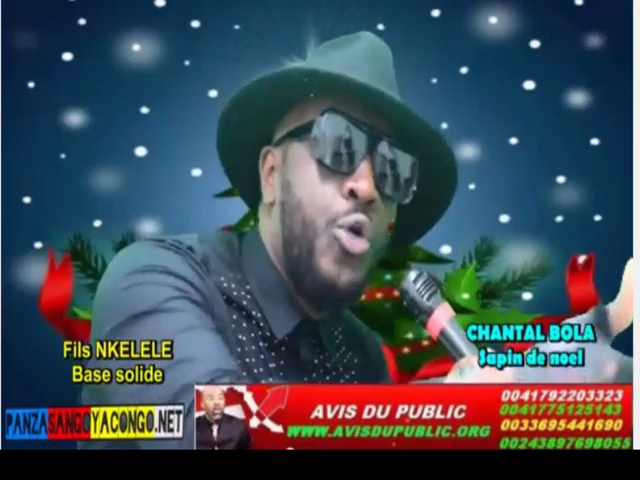 Fils NKELELE
Base solide
CHANTAL BOLA
Sapin de noel
PANZASANGOYACONGO.NET
AVIS DU PUBLIC
WWW.AVISDUPUBLIC.ORG
0041792203323
0041775125143
0033695441690
00243897698055